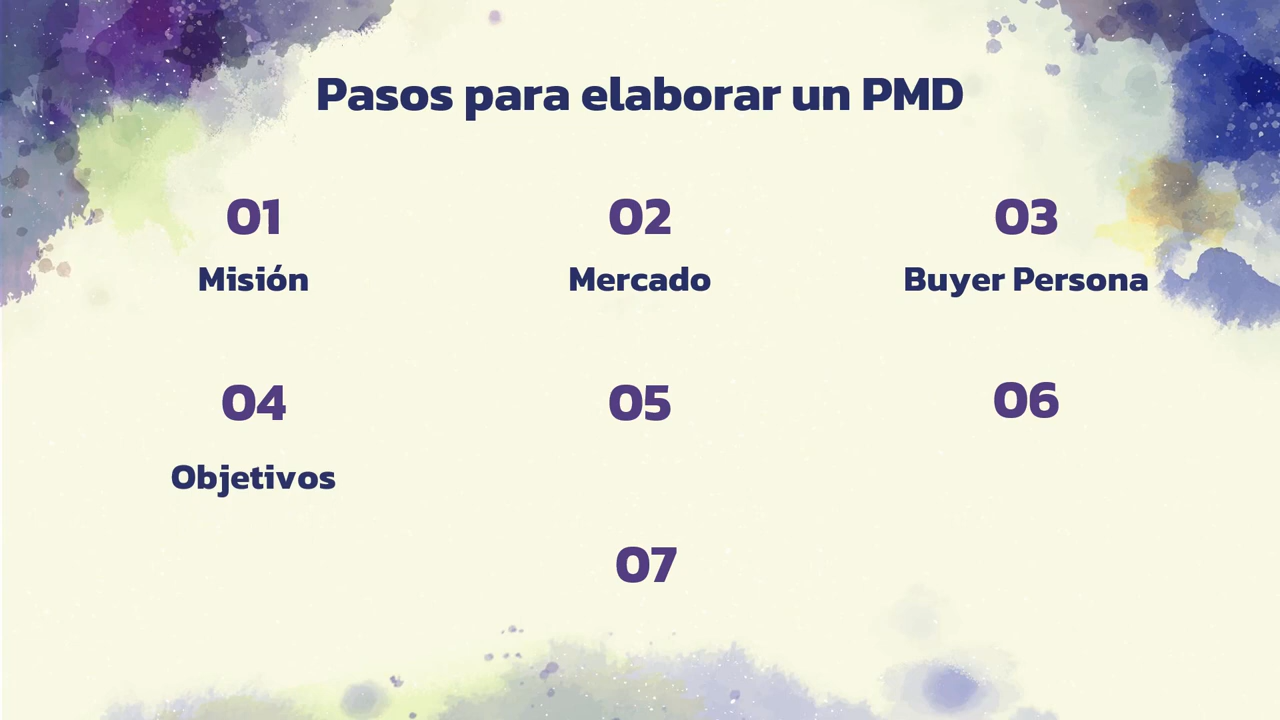 Pasos para elaborar un PMD
01
02
03
Misión
Mercado
Buyer Persona
04
05
06
Objetivos
07